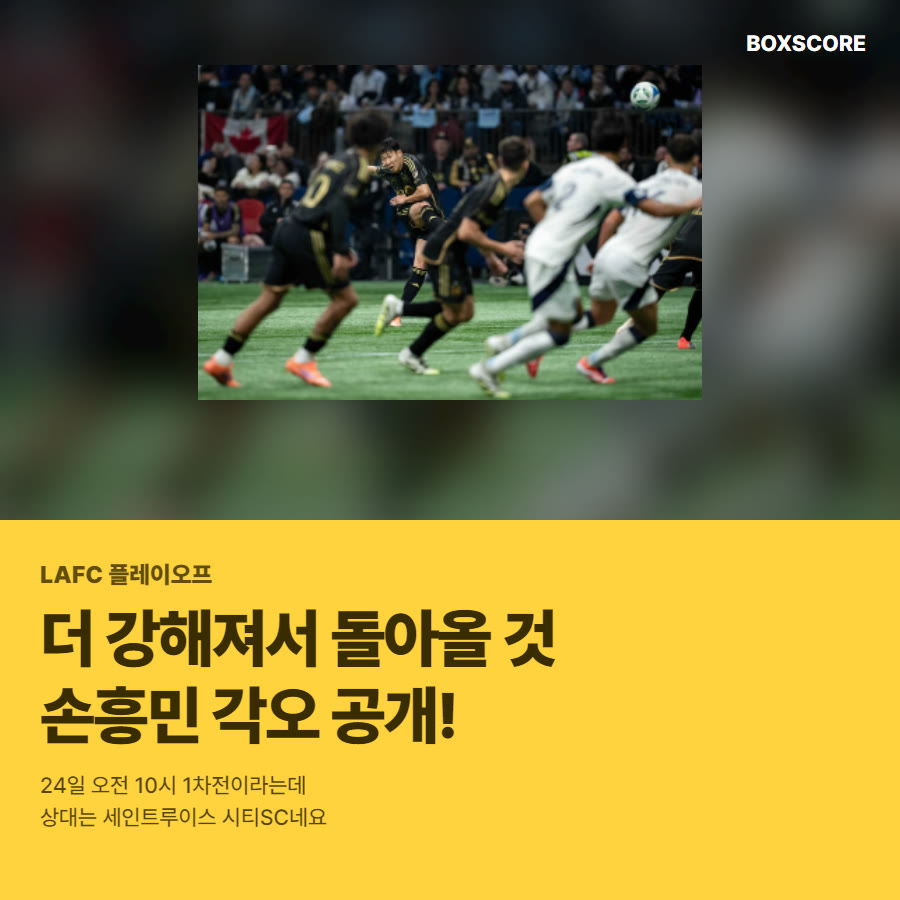 BOXSCORE
LAFC 플레이오프
더 강해져서 돌아올 것
손흥민 각오 공개!
24일 오전 10시 1차전이라는데
상대는 세인트루이스 시티SC네요